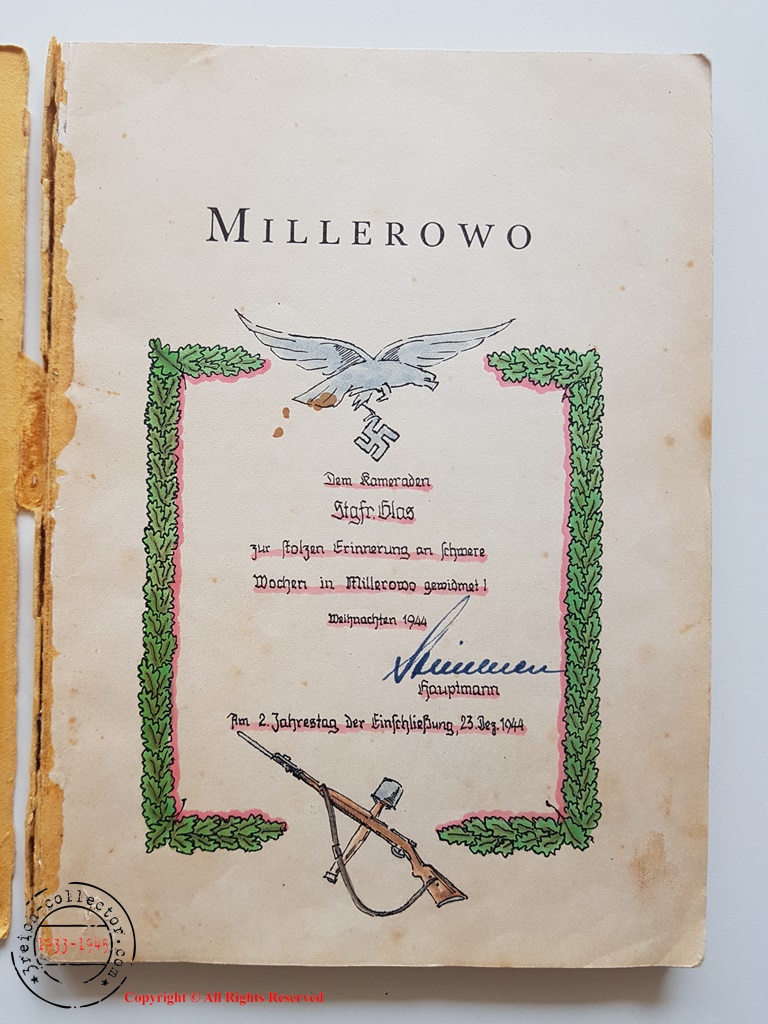 MILLEROWO
Dem Kameraden
Stgfr. Glas
zur stolzen Erinnerung an schwere
Wochen in Millerowo gewidmet!
Weihnachten 1944
Hauptmann
Am 2. Jahrestag der Einschließung, 23. Dez. 1944
3reich-collector.com
1933-1945
Copyright © All Rights Reserved